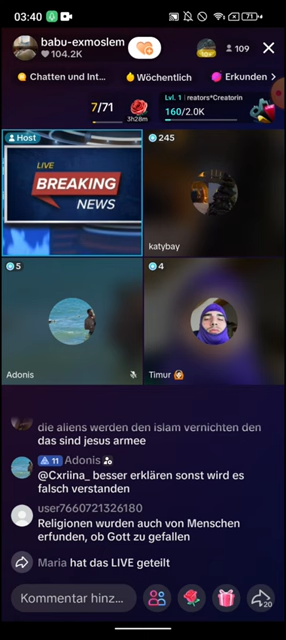 03:40
71
babu-exmoslem
104.2K
109
Chatten und Int...
Wöchentlich
Erkunden
7/71
3h28m
Lvl. 1
reators*Creatorin
160/2.0K
Host
LIVE
BREAKING
NEWS
245
katybay
5
Adonis
4
Timur
die aliens werden den islam vernichten den
das sind jesus armee
11 Adonis
@Cxriina_ besser erklären sonst wird es
falsch verstanden
user7660721326180
Religionen wurden auch von Menschen
erfunden, ob Gott zu gefallen
Maria hat das LIVE geteilt
Kommentar hinz...
20